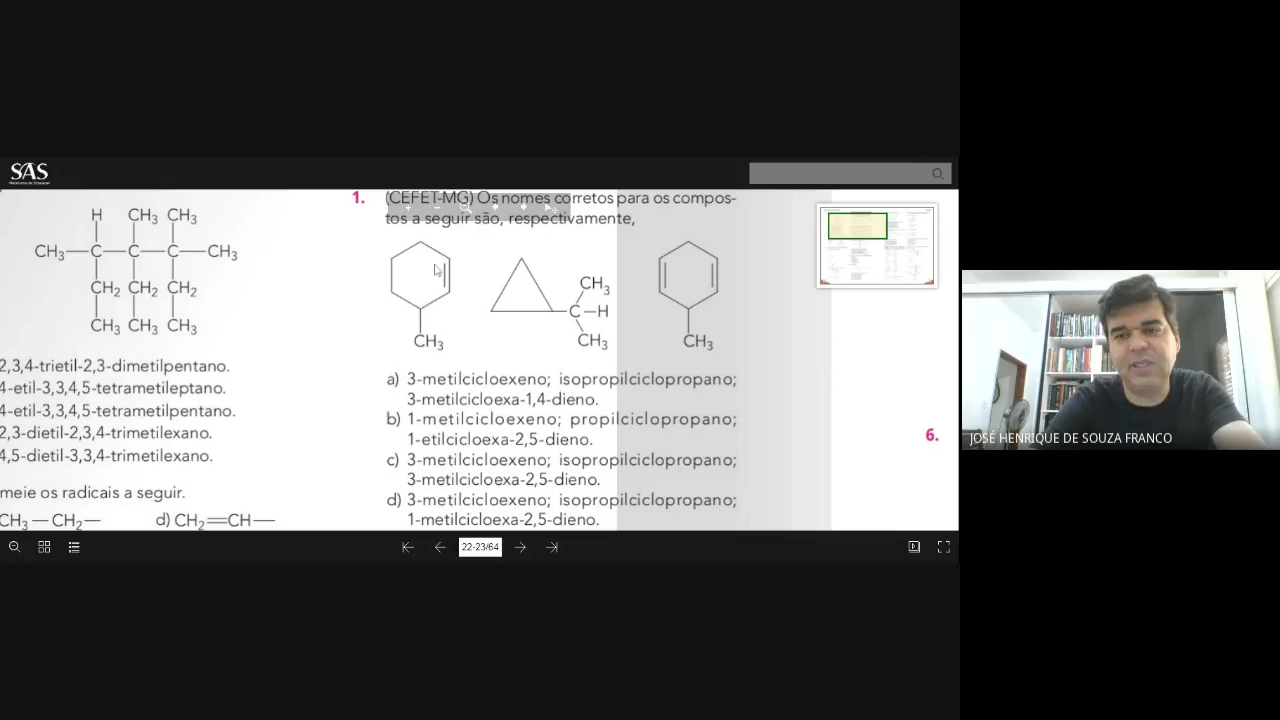 SAS
H CH3 CH3
CH3—C—C—C—CH3
CH2 CH2 CH2
CH3 CH3 CH3
2,3,4-trietil-2,3-dimetilpentano.
4-etil-3,3,4,5-tetrametileptano.
4-etil-3,3,4,5-tetrametilpentano.
2,3-dietil-2,3,4-trimetilexano.
4,5-dietil-3,3,4-trimetilexano.
meie os radicais a seguir.
CH3—CH2— d) CH2=CH—
1. (CEFET-MG) Os nomes corretos para os compos-
tos a seguir são, respectivamente,
CH3
CH3
C—H
CH3
CH3
a) 3-metilcicloexeno; isopropilciclopropano;
3-metilcicloexa-1,4-dieno.
b) 1-metilcicloexeno; propilciclopropano;
1-etilcicloexa-2,5-dieno.
c) 3-metilcicloexeno; isopropilciclopropano;
3-metilcicloexa-2,5-dieno.
d) 3-metilcicloexeno; isopropilciclopropano;
1-metilcicloexa-2,5-dieno.
6.
22-23/64
JOSÉ HENRIQUE DE SOUZA FRANCO